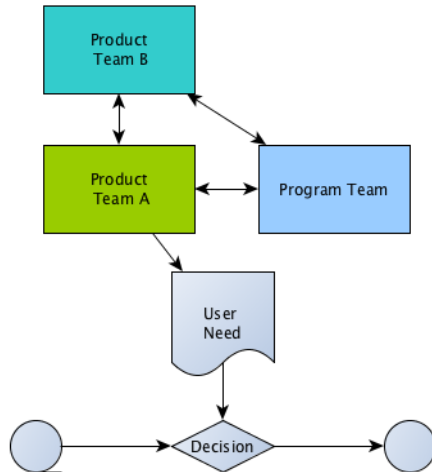 Product
Team B
Product
Team A
Program Team
User
Need
Decision